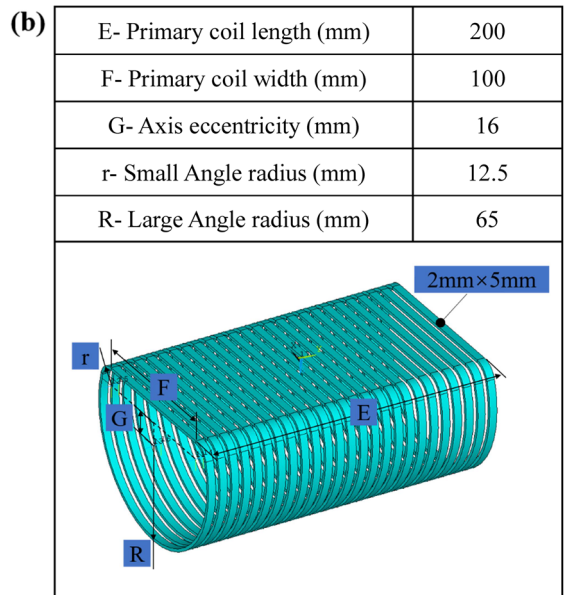 (b)
E- Primary coil length (mm) 200
F- Primary coil width (mm) 100
G- Axis eccentricity (mm) 16
r- Small Angle radius (mm) 12.5
R- Large Angle radius (mm) 65
2mm×5mm
r
F
G
E
R